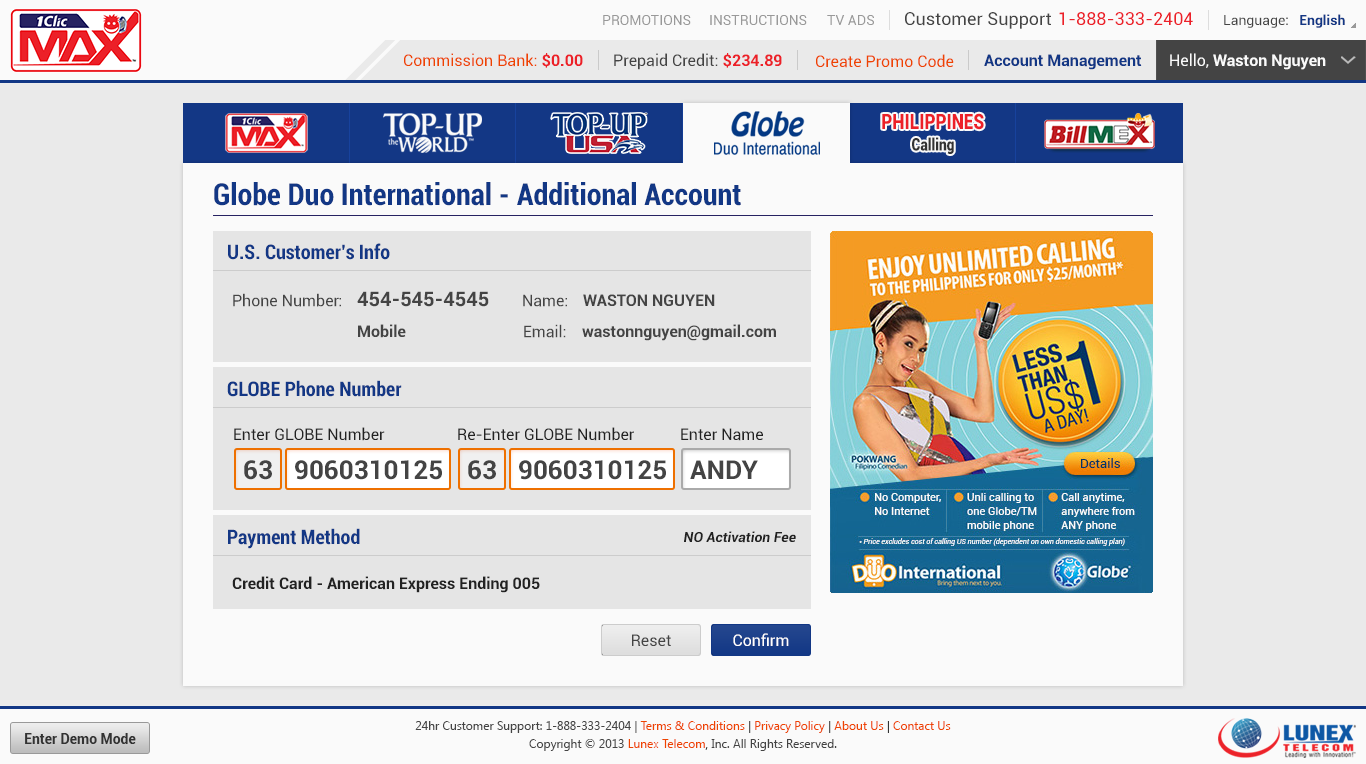 1Clic
MAX
PROMOTIONS INSTRUCTIONS TV ADS Customer Support 1-888-333-2404 Language: English
Commission Bank: $0.00 Prepaid Credit: $234.89 Create Promo Code Account Management Hello, Waston Nguyen
1Clic
MAX
TOP-UP
the WORLD™
TOP-UP
USA
Globe
Duo International
PHILIPPINES
Calling
BillMEX
Globe Duo International - Additional Account
U.S. Customer's Info
Phone Number: 454-545-4545 Name: WASTON NGUYEN
Mobile Email: wastonnguyen@gmail.com
GLOBE Phone Number
Enter GLOBE Number Re-Enter GLOBE Number Enter Name
63 9060310125 63 9060310125 ANDY
Payment Method NO Activation Fee
Credit Card - American Express Ending 005
Reset Confirm
ENJOY UNLIMITED CALLING
TO THE PHILIPPINES FOR ONLY $25/MONTH*
LESS
THAN
US$ 1
A DAY!
POKWANG
Filipino Comedian
Details
No Computer,
No Internet
Unli calling to
one Globe/TM
mobile phone
Call anytime,
anywhere from
ANY phone
• Price excludes cost of calling US number (dependent on own domestic calling plan)
DUO International
Bring them next to you.
Globe
Enter Demo Mode
24hr Customer Support: 1-888-333-2404 | Terms & Conditions | Privacy Policy | About Us | Contact Us
Copyright © 2013 Lunex Telecom, Inc. All Rights Reserved.
LUNEX
TELECOM
Leading with Innovation!